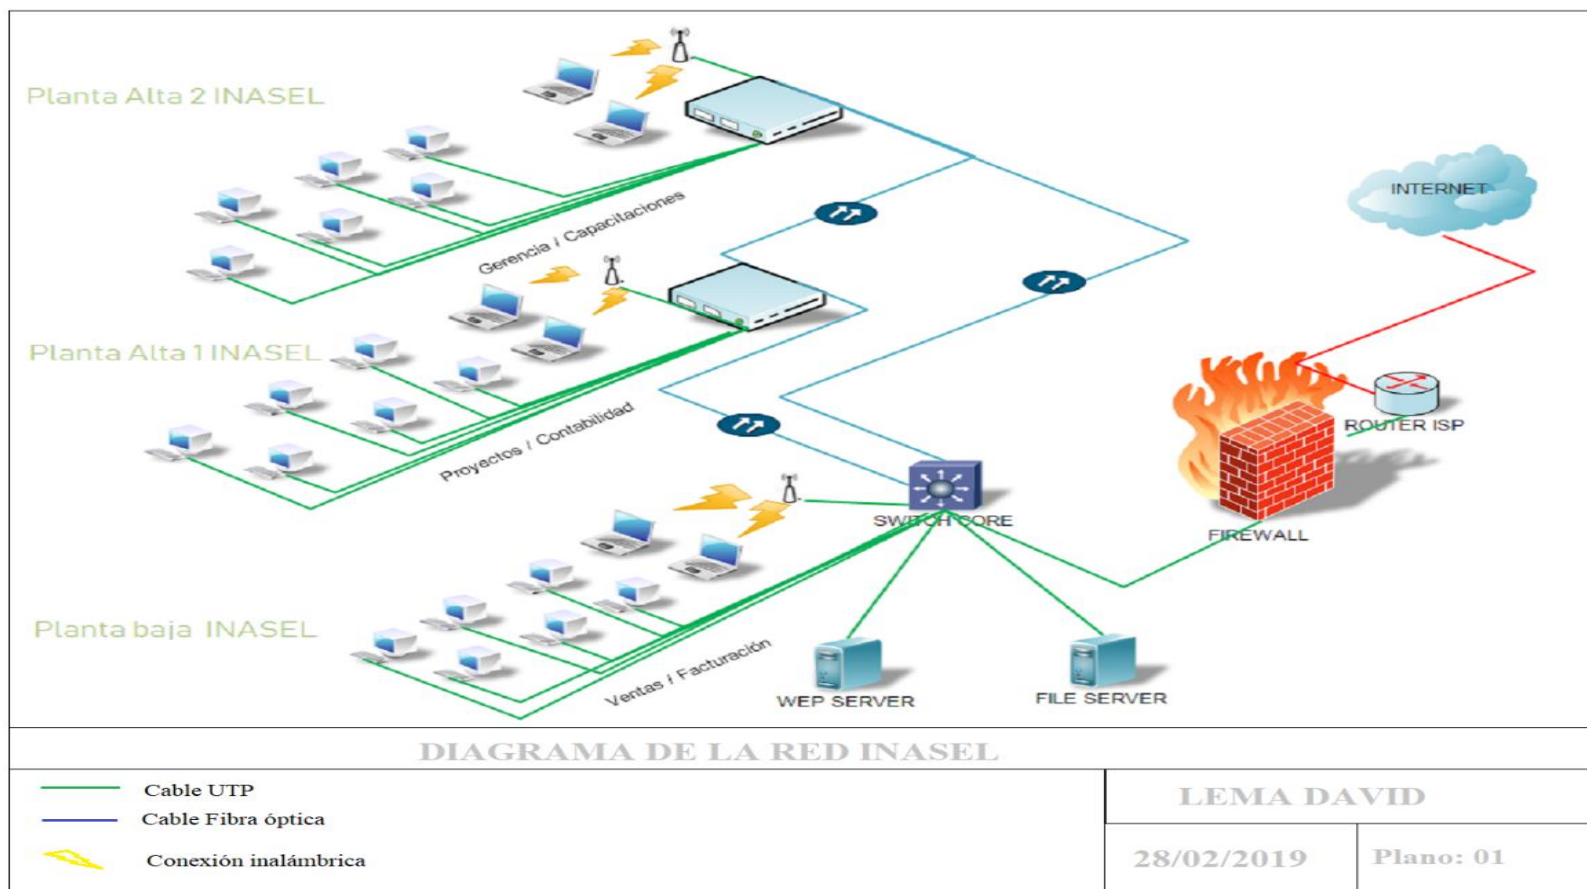 Planta Alta 2 INASEL
INTERNET
Gerencia / Capacitaciones
Planta Alta 1 INASEL
ROUTER ISP
Proyectos / Contabilidad
SWITCH CORE
FIREWALL
Planta baja INASEL
Ventas / Facturación
WEP SERVER
FILE SERVER
DIAGRAMA DE LA RED INASEL
Cable UTP
Cable Fibra óptica
Conexión inalámbrica
LEMA DAVID
28/02/2019
Plano: 01